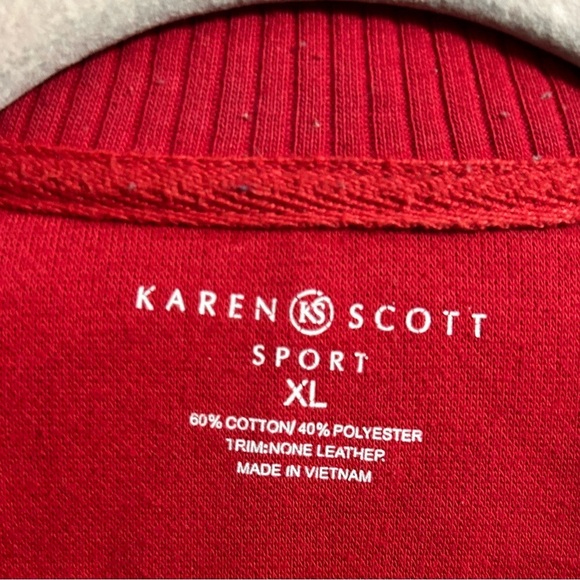 KAREN KS SCOTT
SPORT
XL
60% COTTON/ 40% POLYESTER
TRIM:NONE LEATHER.
MADE IN VIETNAM